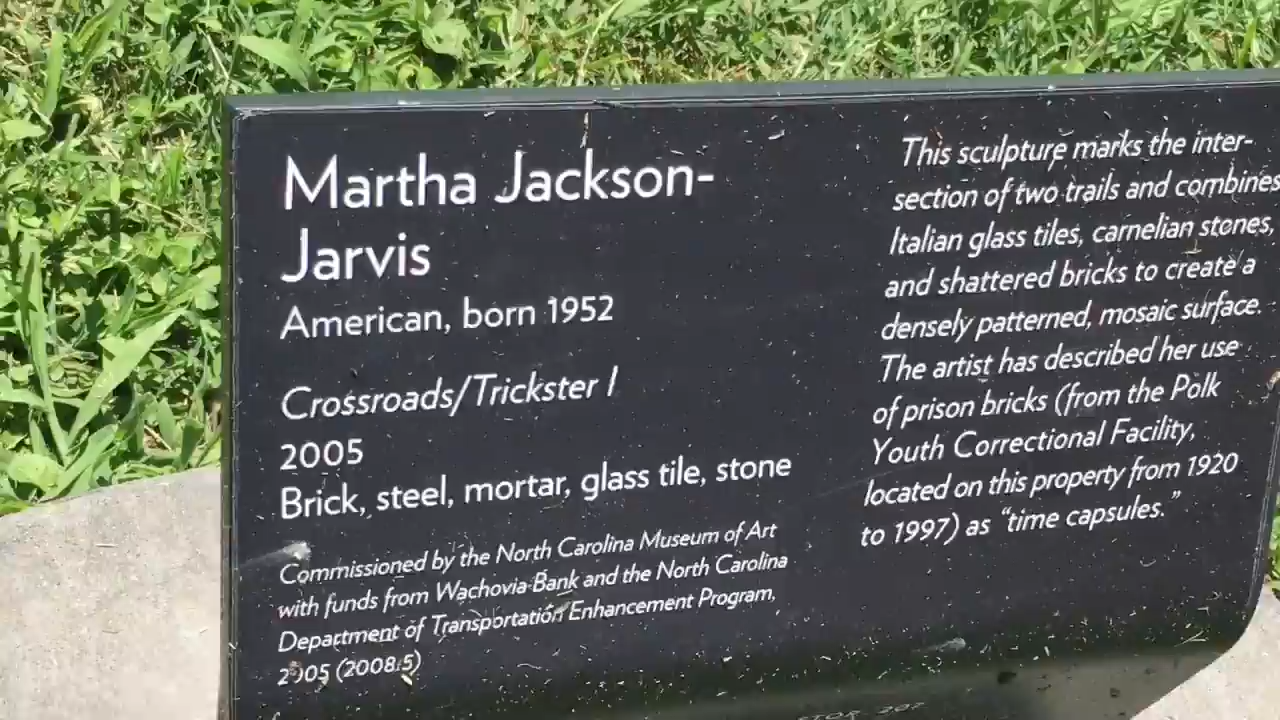 Martha Jackson-
Jarvis
American, born 1952
Crossroads/Trickster I
2005
Brick, steel, mortar, glass tile, stone
Commissioned by the North Carolina Museum of Art
with funds from Wachovia Bank and the North Carolina
Department of Transportation Enhancement Program,
2005 (2008.5)
This sculpture marks the inter-
section of two trails and combines
Italian glass tiles, carnelian stones,
and shattered bricks to create a
densely patterned, mosaic surface.
The artist has described her use
of prison bricks (from the Polk
Youth Correctional Facility,
located on this property from 1920
to 1997) as “time capsules.”